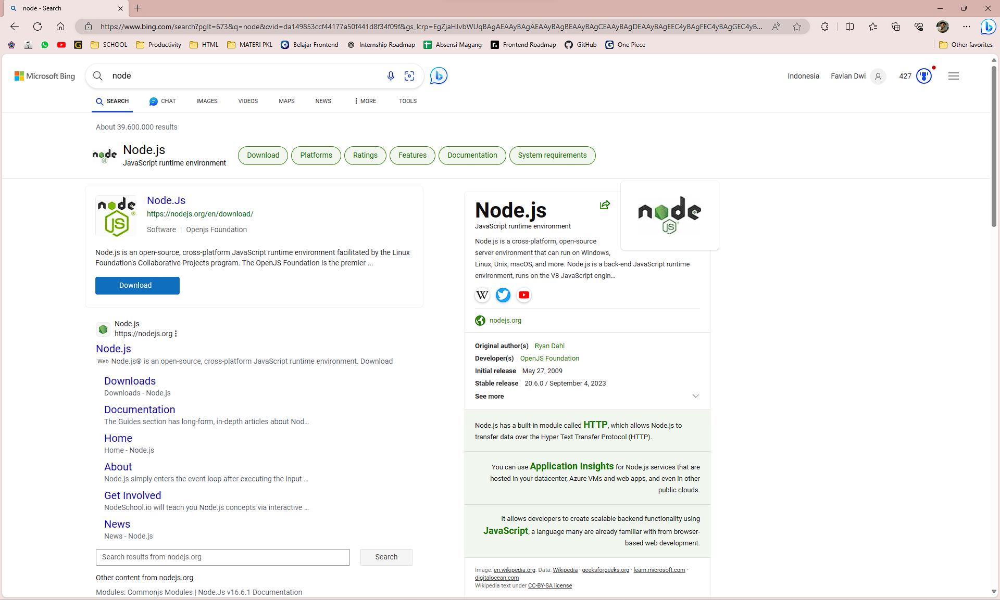 node - Search
https://www.bing.com/search?pglt=673&q=node&cvid=da149853ccf44177a50f441d8f34f09f&gs_lcrp=EgZjaHJvbWUqBAgAEAAyBAgAEAAyBAgBEAAyBAgCEAAyBAgDEAAyBAgEEC4yBAgFEC4yBAgGEC4yB...
SCHOOL
Productivity
HTML
MATERI PKL
Belajar Frontend
Internship Roadmap
Absensi Magang
Frontend Roadmap
GitHub
One Piece
Other favorites
Microsoft Bing
node
Indonesia
Favian Dwi
427
SEARCH
CHAT
IMAGES
VIDEOS
MAPS
NEWS
MORE
TOOLS
About 39.600.000 results
node
JS
Node.js
JavaScript runtime environment
Download
Platforms
Ratings
Features
Documentation
System requirements
node
JS
Node.Js
https://nodejs.org/en/download/
Software | Openjs Foundation
Node.js is an open-source, cross-platform JavaScript runtime environment facilitated by the Linux
Foundation's Collaborative Projects program. The OpenJS Foundation is the premier ...
Download
Node.js
https://nodejs.org
Node.js
Web Node.js® is an open-source, cross-platform JavaScript runtime environment. Download
Downloads
Downloads - Node.js
Documentation
The Guides section has long-form, in-depth articles about Nod...
Home
Home - Node.js
About
Node.js simply enters the event loop after executing the input ...
Get Involved
NodeSchool.io will teach you Node.js concepts via interactive ...
News
News - Node.js
Search results from nodejs.org
Search
Other content from nodejs.org
Modules: Commonjs Modules | Node.Js v16.6.1 Documentation
Node.js
JavaScript runtime environment
node
JS
Node.js is a cross-platform, open-source
server environment that can run on Windows,
Linux, Unix, macOS, and more. Node.js is a back-end JavaScript runtime
environment, runs on the V8 JavaScript engin...
W
nodejs.org
Original author(s) Ryan Dahl
Developer(s) OpenJS Foundation
Initial release May 27, 2009
Stable release 20.6.0 / September 4, 2023
See more
Node.js has a built-in module called HTTP, which allows Node.js to
transfer data over the Hyper Text Transfer Protocol (HTTP).
You can use Application Insights for Node.js services that are
hosted in your datacenter, Azure VMs and web apps, and even in other
public clouds.
It allows developers to create scalable backend functionality using
JavaScript, a language many are already familiar with from browser-
based web development.
Image: en.wikipedia.org. Data: Wikipedia · geeksforgeeks.org · learn.microsoft.com ·
digitalocean.com
Wikipedia text under CC-BY-SA license